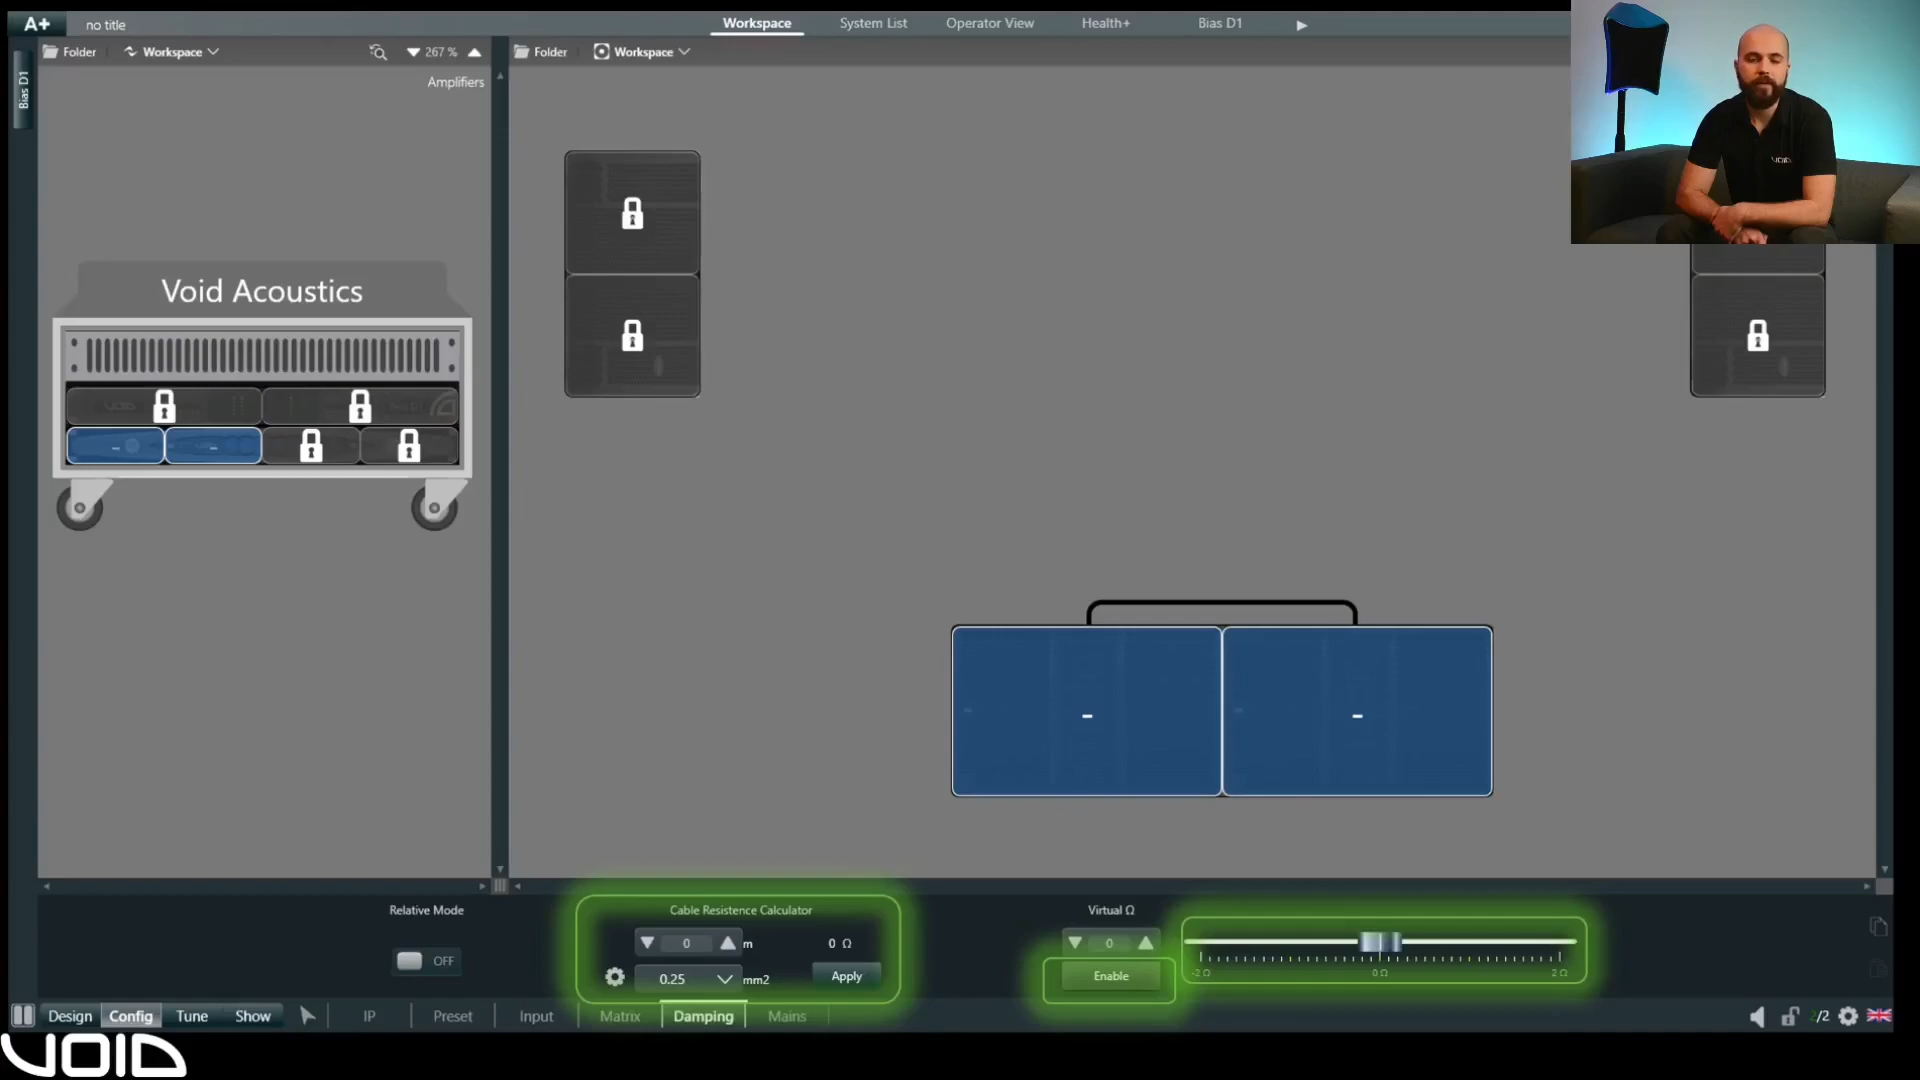 A+
no title
Workspace
System List
Operator View
Health+
Bias D1
Folder
Workspace
267 %
Folder
Workspace
Bias D1
Amplifiers
VOID
Void Acoustics
-
-
-
-
Relative Mode
OFF
Cable Resistence Calculator
0
m
0 Ω
0.25
mm2
Apply
Virtual Ω
0
Enable
-2 Ω
0 Ω
2 Ω
Design
Config
Tune
Show
IP
Preset
Input
Matrix
Damping
Mains
2/2
VOID